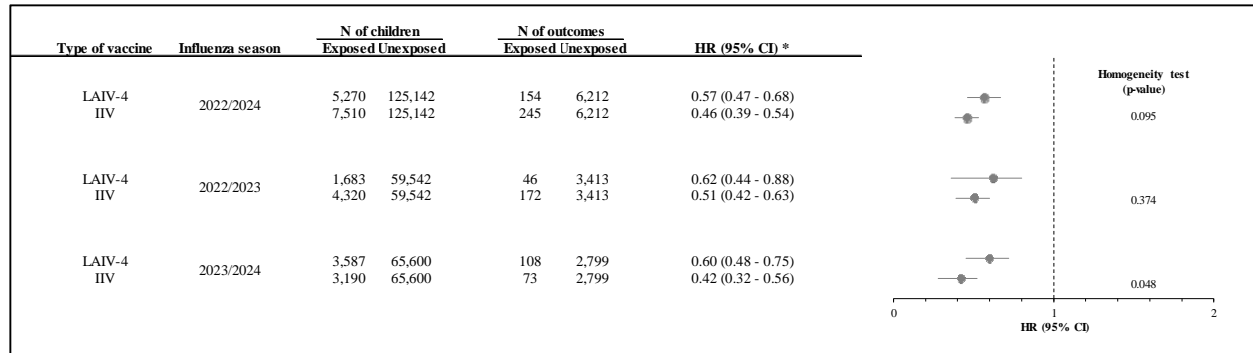 N of children N of outcomes
Type of vaccine Influenza season Exposed Unexposed Exposed Unexposed HR (95% CI) *
Homogeneity test
(p-value)
LAIV-4 2022/2024 5,270 125,142 154 6,212 0.57 (0.47 - 0.68)
IIV 7,510 125,142 245 6,212 0.46 (0.39 - 0.54) 0.095
LAIV-4 2022/2023 1,683 59,542 46 3,413 0.62 (0.44 - 0.88)
IIV 4,320 59,542 172 3,413 0.51 (0.42 - 0.63) 0.374
LAIV-4 2023/2024 3,587 65,600 108 2,799 0.60 (0.48 - 0.75)
IIV 3,190 65,600 73 2,799 0.42 (0.32 - 0.56) 0.048
0 1 2
HR (95% CI)